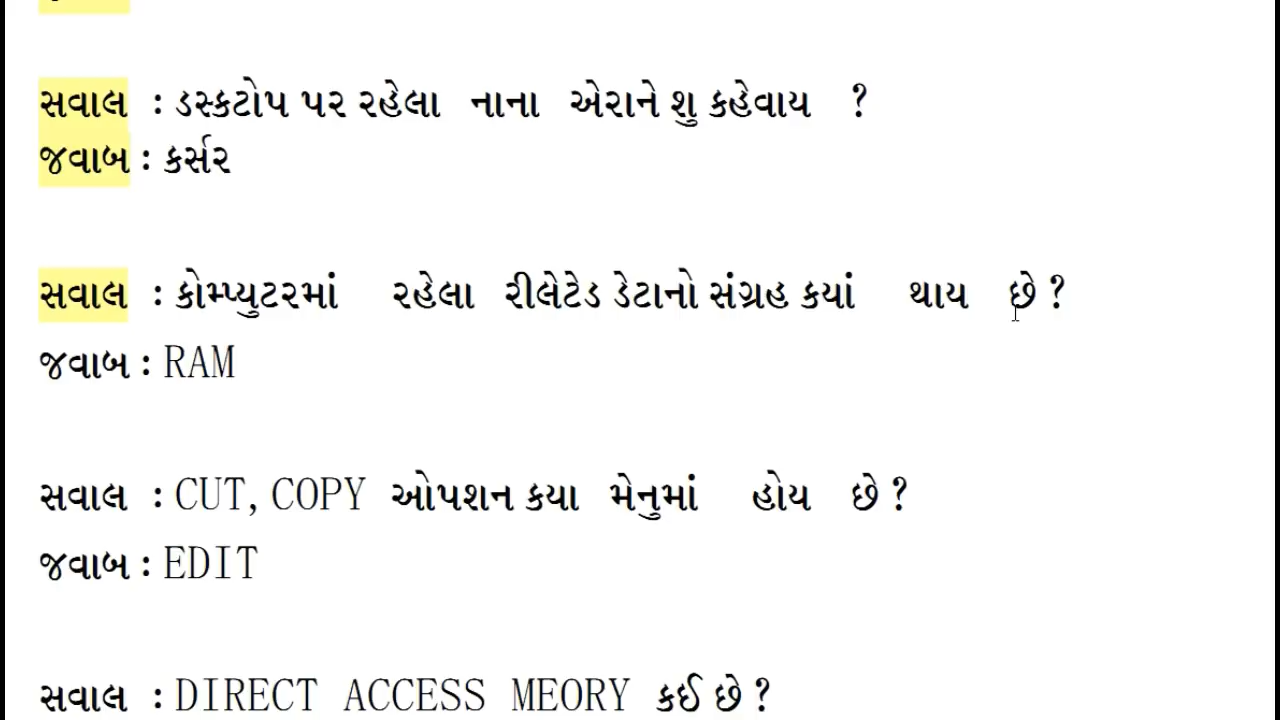 સવાલ : ડસ્કટોપ પર રહેલા નાના એરાને શુ કહેવાય ?
જવાબ : કર્સર
સવાલ : કોમ્પ્યુટરમાં રહેલા રીલેટેડ ડેટાનો સંગ્રહ કયાં થાય છે ?
જવાબ : RAM
સવાલ : CUT, COPY ઓપશન કયા મેનુમાં હોય છે ?
જવાબ : EDIT
સવાલ : DIRECT ACCESS MEORY કઈ છે ?